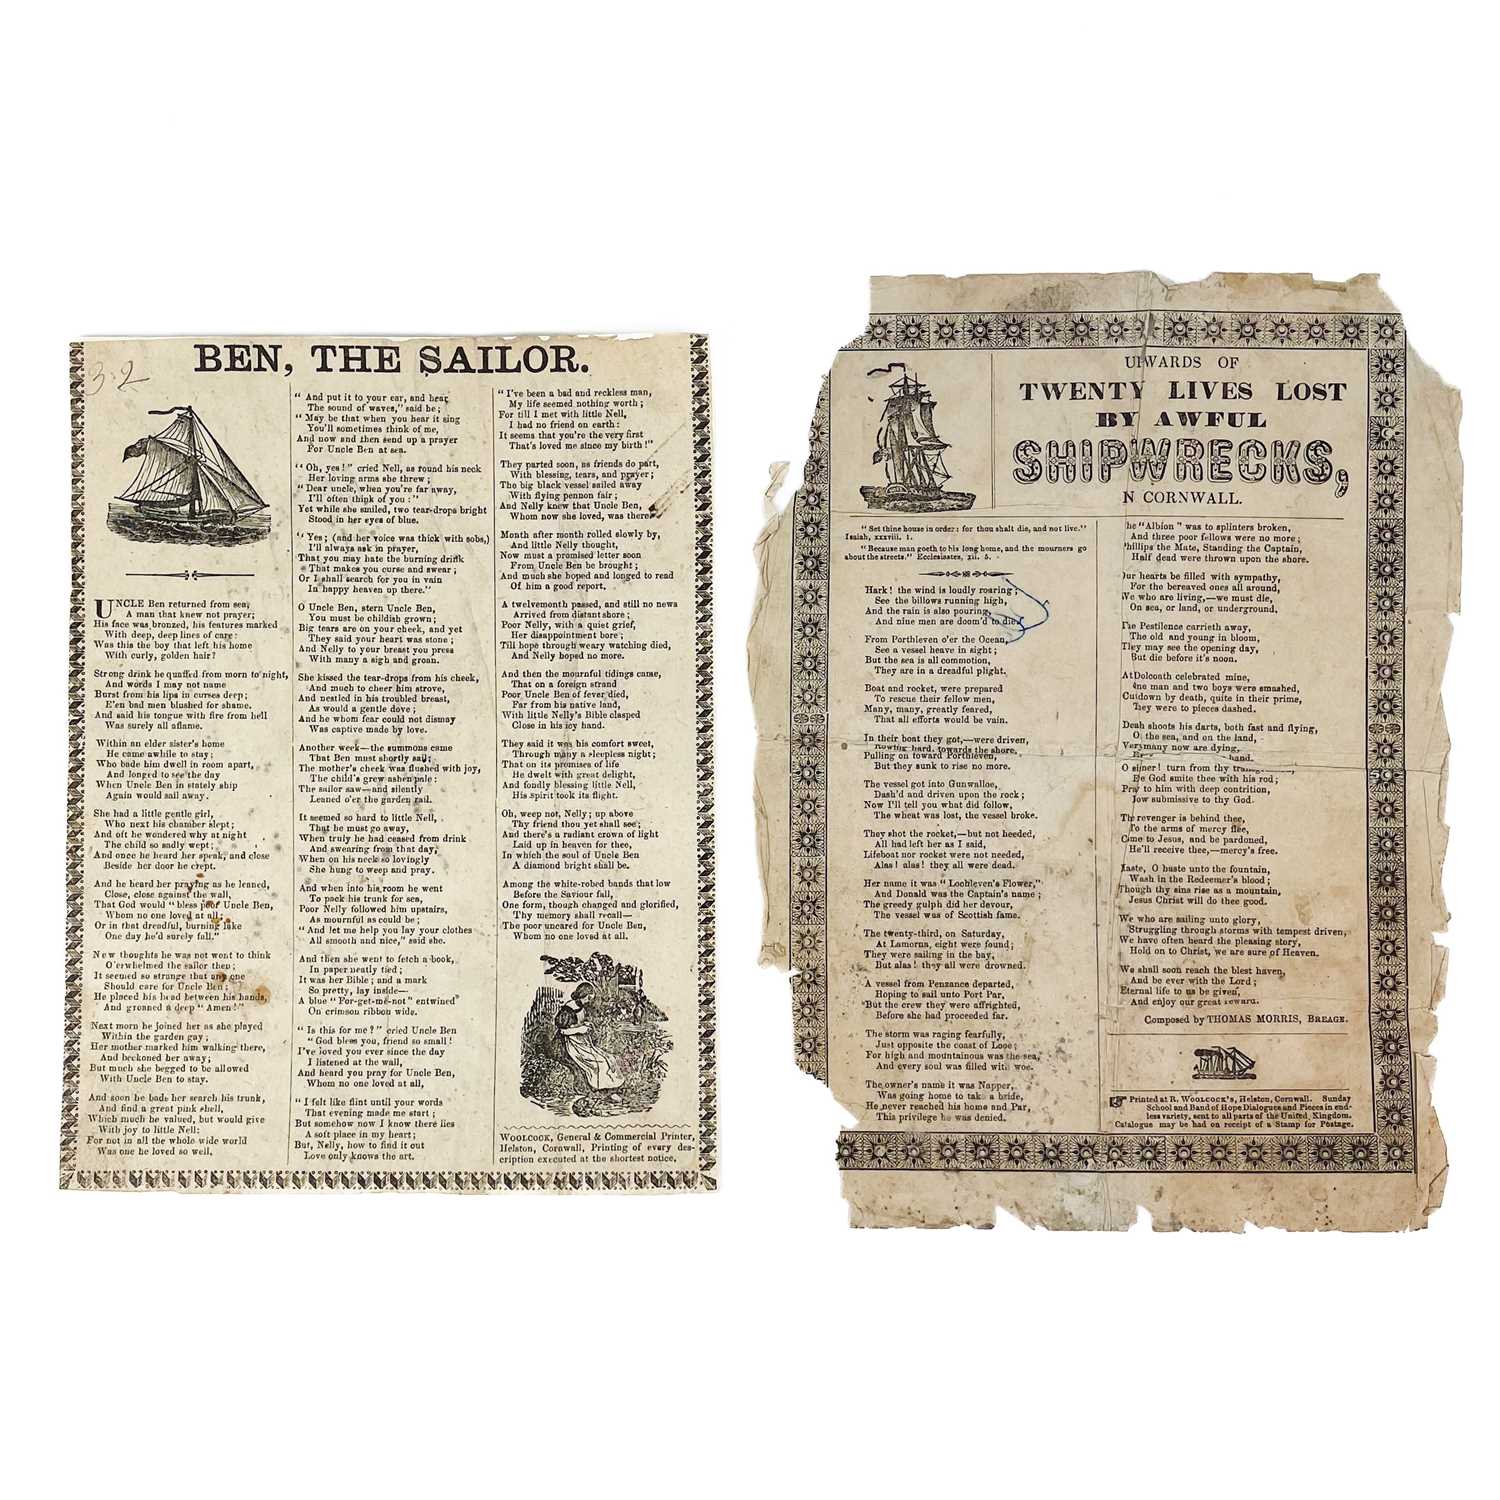 BEN, THE SAILOR.
3.2
UNCLE Ben returned from sea,
A man that knew not prayer;
His face was bronzed, his features marked
With deep, deep lines of care:
Was this the boy that left his home
With curly, golden hair?
Strong drink he quaffed from morn to night,
And words I may not name
Burst from his lips in curses deep;
E'en bad men blushed for shame.
And said his tongue with fire from hell
Was surely all aflame.
Within an elder sister's home
He came awhile to stay;
Who bade him dwell in room apart,
And longed to see the day
When Uncle Ben in stately ship
Again would sail away.
She had a little gentle girl,
Who next his chamber slept;
And oft he wondered why at night
The child so sadly wept;
And once he heard her speak, and close
Beside her door he crept.
And he heard her praying as he leaned,
Close, close against the wall,
That God would "bless poor Uncle Ben,
Whom no one loved at all;
Or in that dreadful, burning lake
One day he'd surely fall."
New thoughts he was not wont to think
O'erwhelmed the sailor then;
It seemed so strange that any one
Should care for Uncle Ben;
He placed his head between his hands,
And groaned a deep "Amen!"
Next morn he joined her as she played
Within the garden gay;
Her mother marked him walking there,
And beckoned her away;
But much she begged to be allowed
With Uncle Ben to stay.
And soon he bade her search his trunk,
And find a great pink shell,
Which much he valued, but would give
With joy to little Nell:
For not in all the whole wide world
Was one he loved so well.
"And put it to your ear, and hear
The sound of waves," said he;
"May be that when you hear it sing
You'll sometimes think of me,
And now and then send up a prayer
For Uncle Ben at sea.
"Oh, yes!" cried Nell, as round his neck
Her loving arms she threw;
"Dear uncle, when you're far away,
I'll often think of you:"
Yet while she smiled, two tear-drops bright
Stood in her eyes of blue.
"Yes; (and her voice was thick with sobs,)
I'll always ask in prayer,
That you may hate the burning drink
That makes you curse and swear;
Or I shall search for you in vain
In happy heaven up there."
O Uncle Ben, stern Uncle Ben,
You must be childish grown;
Big tears are on your cheek, and yet
They said your heart was stone;
And Nelly to your breast you press
With many a sigh and groan.
She kissed the tear-drops from his cheek,
And much to cheer him strove,
And nestled in his troubled breast,
As would a gentle dove;
And he whom fear could not dismay
Was captive made by love.
Another week—the summons came
That Ben must shortly sail;
The mother's cheek was flushed with joy,
The child's grew ashen pale:
The sailor saw—and silently
Leaned o'er the garden rail.
It seemed so hard to little Nell,
That he must go away,
When truly he had ceased from drink
And swearing from that day,
When on his neck so lovingly
She hung to weep and pray.
And when into his room he went
To pack his trunk for sea,
Poor Nelly followed him upstairs,
As mournful as could be;
"And let me help you lay your clothes
All smooth and nice," said she.
And then she went to fetch a book,
In paper neatly tied;
It was her Bible; and a mark
So pretty, lay inside—
A blue "For-get-me-not" entwined
On crimson ribbon wide.
"Is this for me?" cried Uncle Ben
"God bless you, friend so small!
I've loved you ever since the day
I listened at the wall,
And heard you pray for Uncle Ben,
Whom no one loved at all,
"I felt like flint until your words
That evening made me start;
But somehow now I know there lies
A soft place in my heart;
But, Nelly, how to find it out
Love only knows the art.
"I've been a bad and reckless man,
My life seemed nothing worth;
For till I met with little Nell,
I had no friend on earth:
It seems that you're the very first
That's loved me since my birth!"
They parted soon, as friends do part,
With blessing, tears, and prayer;
The big black vessel sailed away
With flying pennon fair;
And Nelly knew that Uncle Ben,
Whom now she loved, was there.
Month after month rolled slowly by,
And little Nelly thought,
Now must a promised letter soon
From Uncle Ben be brought;
And much she hoped and longed to read
Of him a good report.
A twelvemonth passed, and still no news
Arrived from distant shore;
Poor Nelly, with a quiet grief,
Her disappointment bore;
Till hope through weary watching died,
And Nelly hoped no more.
And then the mournful tidings came,
That on a foreign strand
Poor Uncle Ben of fever died,
Far from his native land,
With little Nelly's Bible clasped
Close in his icy hand.
They said it was his comfort sweet,
Through many a sleepless night;
That on its promises of life
He dwelt with great delight,
And fondly blessing little Nell,
His spirit took its flight.
Oh, weep not, Nelly; up above
Thy friend thou yet shall see;
And there's a radiant crown of light
Laid up in heaven for thee,
In which the soul of Uncle Ben
A diamond bright shall be.
Among the white-robed bands that low
Before the Saviour fall,
One form, though changed and glorified,
Thy memory shall recall—
The poor uncared for Uncle Ben,
Whom no one loved at all.
WOOLCOCK, General & Commercial Printer,
Helston, Cornwall, Printing of every des-
cription executed at the shortest notice.
UPWARDS OF
TWENTY LIVES LOST
BY AWFUL
SHIPWRECKS,
N CORNWALL.
"Set thine house in order: for thou shalt die, and not live."
Isaiah, xxxviii. 1.
"Because man goeth to his long home, and the mourners go
about the streets." Ecclesiastes, xii. 5.
Hark! the wind is loudly roaring;
See the billows running high,
And the rain is also pouring,
And nine men are doom'd to die
From Porthleven o'er the Ocean,
See a vessel heave in sight;
But the sea is all commotion,
They are in a dreadful plight.
Boat and rocket, were prepared
To rescue their fellow men,
Many, many, greatly feared,
That all efforts would be vain.
In their boat they got,—were driven,
Rowing hard, towards the shore,
Pulling on toward Porthleven,
But they sunk to rise no more.
The vessel got into Gunwalloe,
Dash'd and driven upon the rock;
Now I'll tell you what did follow,
The wheat was lost, the vessel broke.
They shot the rocket,—but not heeded,
All had left her as I said,
Lifeboat nor rocket were not needed,
Alas! alas! they all were dead.
Her name it was "Lochleven's Flower,"
And Donald was the Captain's name;
The greedy gulph did her devour,
The vessel was of Scottish fame.
The twenty-third, on Saturday,
At Lamorna, eight were found;
They were sailing in the bay,
But alas! they all were drowned.
A vessel from Penzance departed,
Hoping to sail unto Port Par,
But the crew they were affrighted,
Before she had proceeded far.
The storm was raging fearfully,
Just opposite the coast of Looe;
For high and mountainous was the sea,
And every soul was filled with woe.
The owner's name it was Napper,
Was going home to take a bride,
He never reached his home and Par,
This privilege he was denied.
he "Albion" was to splinters broken,
And three poor fellows were no more;
Phillips the Mate, Standing the Captain,
Half dead were thrown upon the shore.
Our hearts be filled with sympathy,
For the bereaved ones all around,
We who are living,—we must die,
On sea, or land, or underground.
The Pestilence carrieth away,
The old and young in bloom,
They may see the opening day,
But die before it's noon.
At Dolcoath celebrated mine,
One man and two boys were smashed,
Cut down by death, quite in their prime,
They were to pieces dashed.
Death shoots his darts, both fast and flying,
O the sea, and on the land,
Very many now are dying,
hand.
O sinner! turn from thy
Be God smite thee with his rod;
Pray to him with deep contrition,
Now submissive to thy God.
The revenger is behind thee,
To the arms of mercy flee,
Come to Jesus, and be pardoned,
He'll receive thee,—mercy's free.
Haste, O haste unto the fountain,
Wash in the Redeemer's blood;
Though thy sins rise as a mountain,
Jesus Christ will do thee good.
We who are sailing unto glory,
Struggling through storms with tempest driven,
We have often heard the pleasing story,
Hold on to Christ, we are sure of Heaven.
We shall soon reach the blest haven,
And be ever with the Lord;
Eternal life to us be given,
And enjoy our great reward.
Composed by THOMAS MORRIS, BREAGE.
Printed at R. WOOLCOCK'S, Helston, Cornwall. Sunday
School and Band of Hope Dialogues and Pieces in end-
less variety, sent to all parts of the United Kingdom.
Catalogue may be had on receipt of a Stamp for Postage.